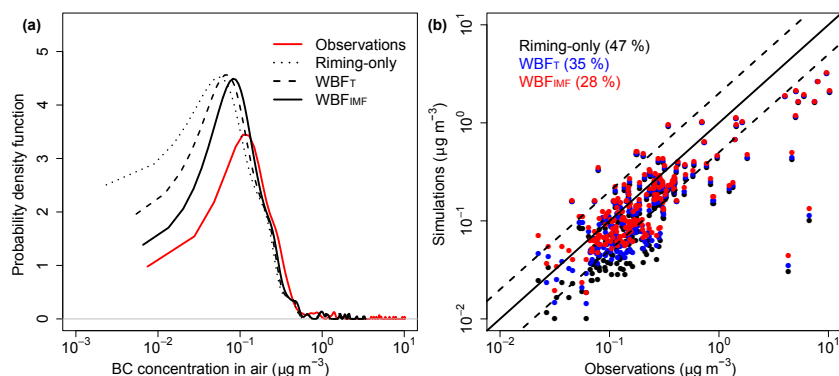 (a)
Probability density function
5
4
3
2
1
0
Observations
Riming-only
WBFT
WBFIMF
10−3
10−2
10−1
100
101
BC concentration in air (μg m−3)
(b)
Simulations (μg m−3)
101
100
10−1
10−2
Riming-only (47 %)
WBFT (35 %)
WBFIMF (28 %)
10−2
10−1
100
101
Observations (μg m−3)